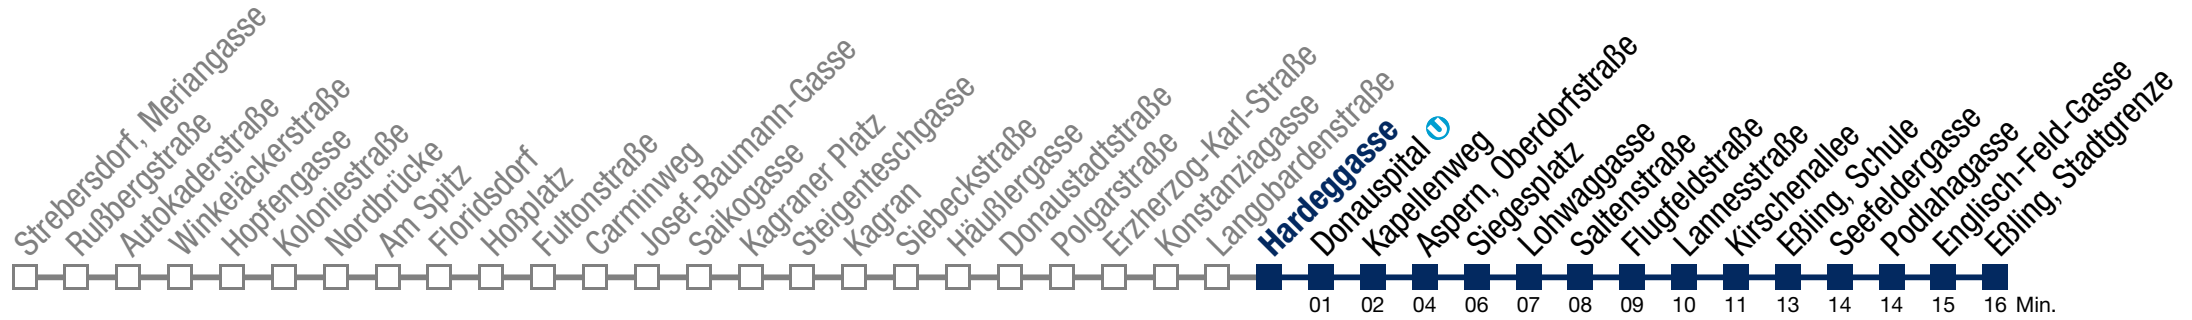 Strebersdorf, Meriangasse
Rußbergstraße
Autokaderstraße
Winkeläckerstraße
Hopfengasse
Koloniestraße
Nordbrücke
Am Spitz
Floridsdorf
Hoßplatz
Fultonstraße
Carminweg
Josef-Baumann-Gasse
Saikogasse
Kagraner Platz
Steigenteschgasse
Kagran
Siebeckstraße
Häußlergasse
Donaustadtstraße
Polgarstraße
Erzherzog-Karl-Straße
Konstanziagasse
Langobardenstraße
Hardeggasse
Donauspital U
Kapellenweg
Aspern, Oberdorfstraße
Siegesplatz
Lohwaggasse
Saltenstraße
Flugfeldstraße
Lannesstraße
Kirschenallee
Eßling, Schule
Seefeldergasse
Podlahagasse
Englisch-Feld-Gasse
Eßling, Stadtgrenze
01 02 04 06 07 08 09 10 11 13 14 14 15 16 Min.